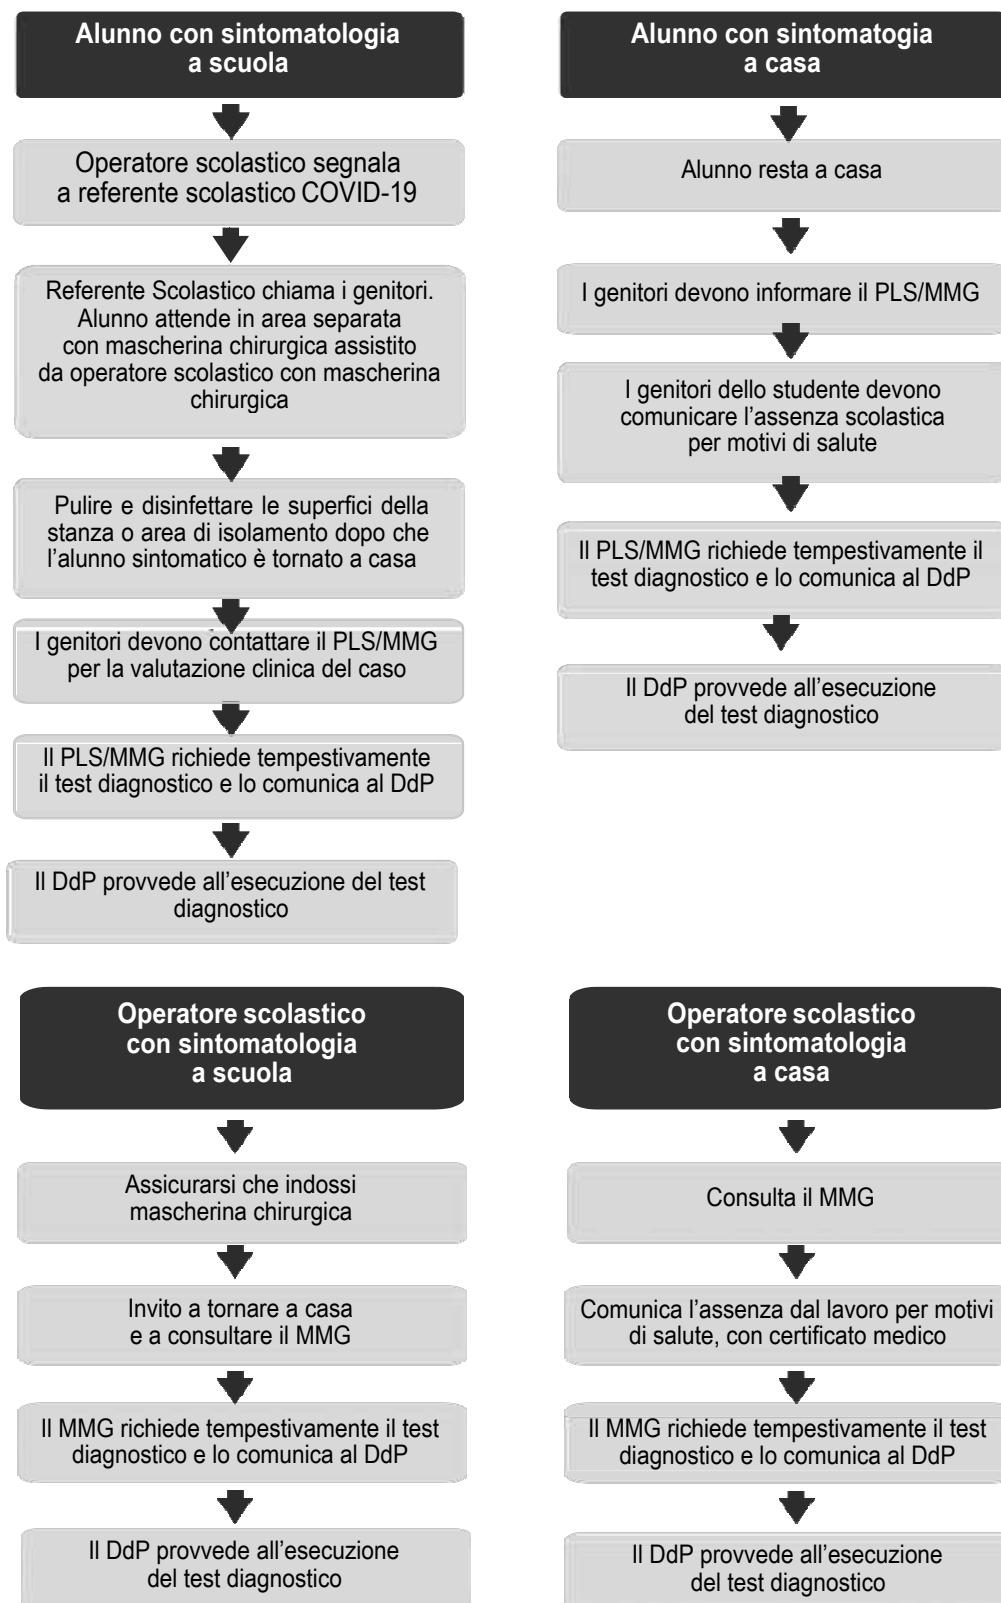 Alunno con sintomatologia
a scuola
Operatore scolastico segnala
a referente scolastico COVID-19
Referente Scolastico chiama i genitori.
Alunno attende in area separata
con mascherina chirurgica assistito
da operatore scolastico con mascherina
chirurgica
Pulire e disinfettare le superfici della
stanza o area di isolamento dopo che
l’alunno sintomatico è tornato a casa
I genitori devono contattare il PLS/MMG
per la valutazione clinica del caso
Il PLS/MMG richiede tempestivamente
il test diagnostico e lo comunica al DdP
Il DdP provvede all’esecuzione del test
diagnostico
Alunno con sintomatogia
a casa
Alunno resta a casa
I genitori devono informare il PLS/MMG
I genitori dello studente devono
comunicare l’assenza scolastica
per motivi di salute
Il PLS/MMG richiede tempestivamente il
test diagnostico e lo comunica al DdP
Il DdP provvede all’esecuzione
del test diagnostico
Operatore scolastico
con sintomatologia
a scuola
Assicurarsi che indossi
mascherina chirurgica
Invito a tornare a casa
e a consultare il MMG
Il MMG richiede tempestivamente il test
diagnostico e lo comunica al DdP
Il DdP provvede all’esecuzione
del test diagnostico
Operatore scolastico
con sintomatologia
a casa
Consulta il MMG
Comunica l’assenza dal lavoro per motivi
di salute, con certificato medico
Il MMG richiede tempestivamente il test
diagnostico e lo comunica al DdP
Il DdP provvede all’esecuzione
del test diagnostico